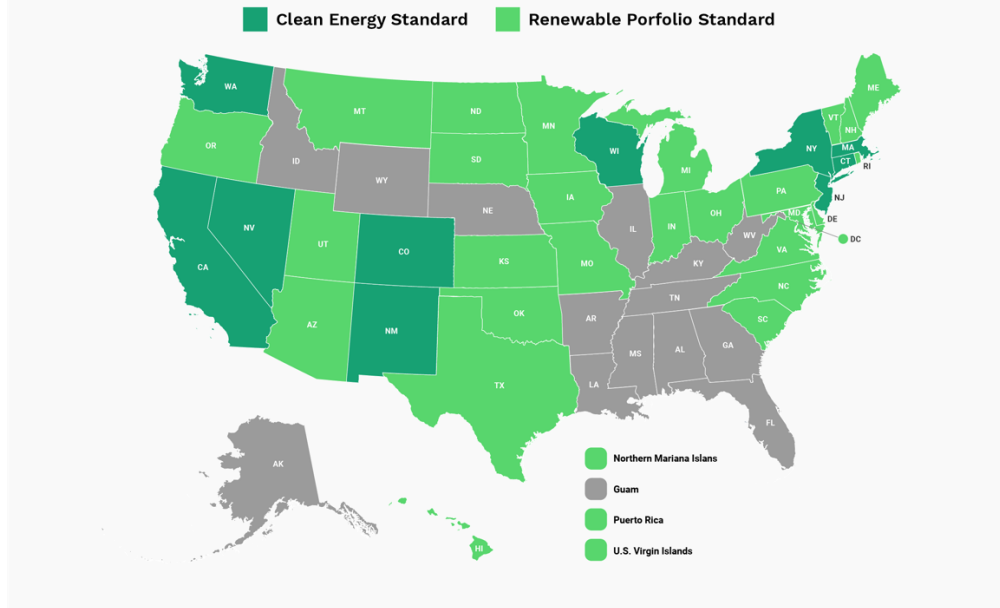 Clean Energy Standard
Renewable Porfolio Standard
WA
MT
ND
MN
ME
VT
NH
OR
ID
SD
WI
NY
MA
CT
RI
MI
WY
IA
PA
NJ
NE
OH
MD
DE
NV
IL
IN
WV
DC
UT
CO
VA
CA
KS
MO
KY
NC
TN
AZ
NM
OK
AR
SC
MS
AL
GA
TX
LA
FL
AK
Northern Mariana Islans
Guam
Puerto Rica
U.S. Virgin Islands
HI